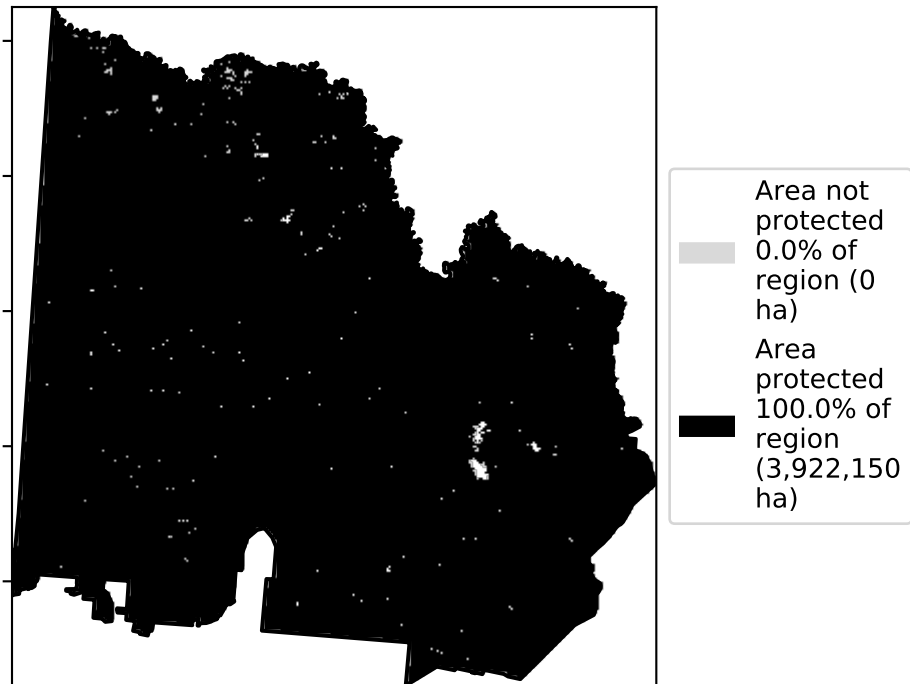 Area not
protected
0.0% of
region (0
ha)
Area
protected
100.0% of
region
(3,922,150
ha)